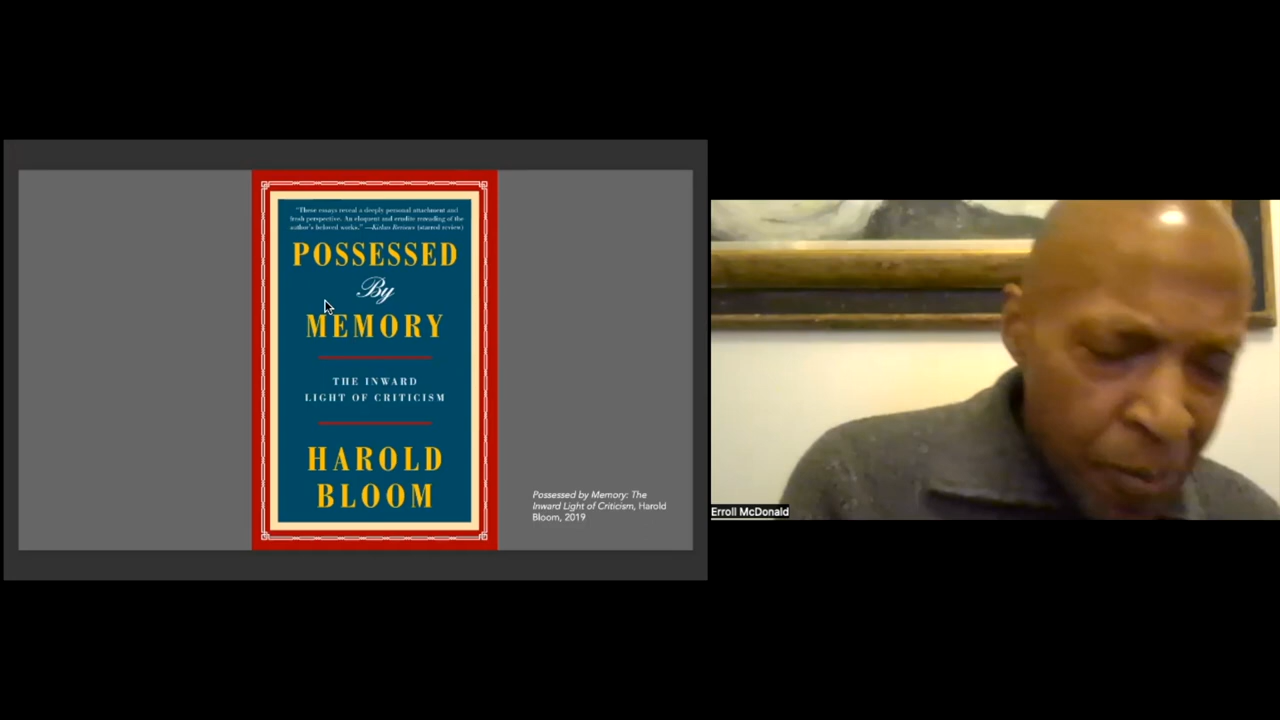 "These essays reveal a deeply personal attachment and
fresh perspective. An eloquent and erudite rereading of the
author's beloved works." —Kirkus Reviews (starred review)
POSSESSED
By
MEMORY
THE INWARD
LIGHT OF CRITICISM
HAROLD
BLOOM
Possessed by Memory: The
Inward Light of Criticism, Harold
Bloom, 2019
Erroll McDonald